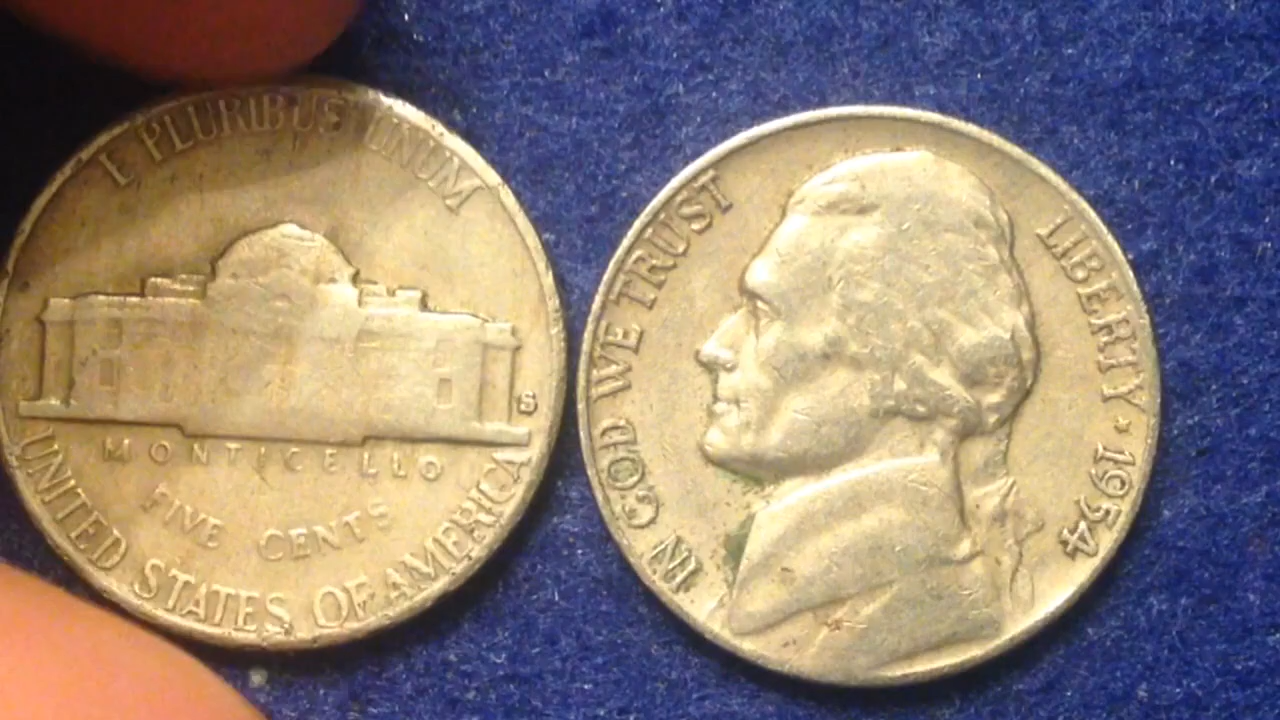 E PLURIBUS UNUM
S
MONTICELLO
FIVE CENTS
UNITED STATES OF AMERICA
IN GOD WE TRUST
LIBERTY ★ 1954